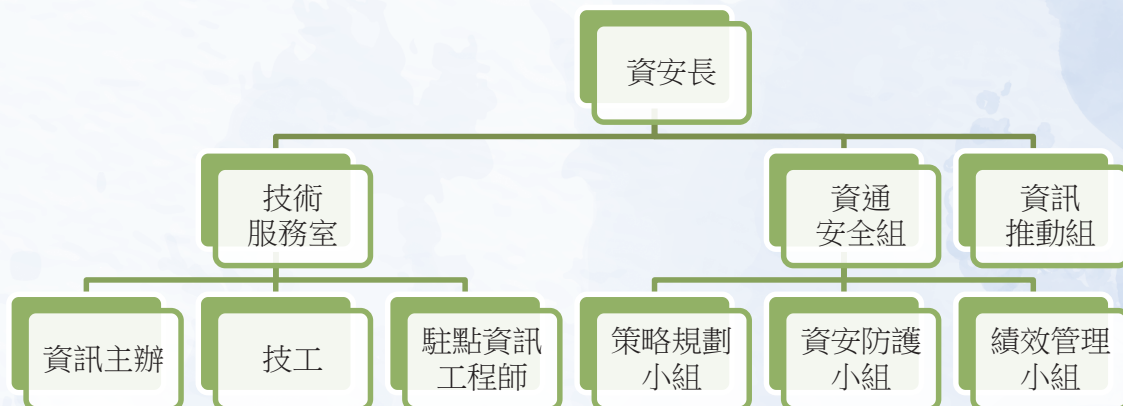 資安長
技術
服務室
資通
安全組
資訊
推動組
資訊主辦
技工
駐點資訊
工程師
策略規劃
小組
資安防護
小組
績效管理
小組